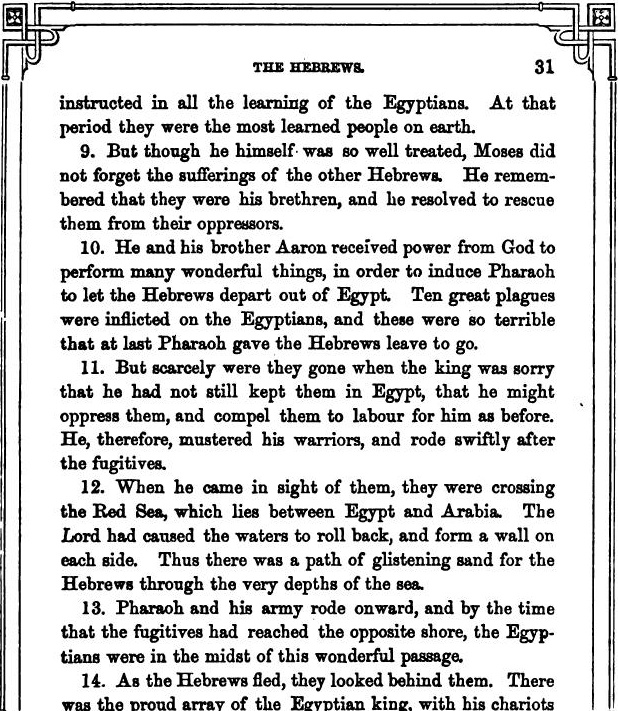 THE HEBREWS.
31
instructed in all the learning of the Egyptians. At that
period they were the most learned people on earth.
9. But though he himself was so well treated, Moses did
not forget the sufferings of the other Hebrews. He remem-
bered that they were his brethren, and he resolved to rescue
them from their oppressors.
10. He and his brother Aaron received power from God to
perform many wonderful things, in order to induce Pharaoh
to let the Hebrews depart out of Egypt. Ten great plagues
were inflicted on the Egyptians, and these were so terrible
that at last Pharaoh gave the Hebrews leave to go.
11. But scarcely were they gone when the king was sorry
that he had not still kept them in Egypt, that he might
oppress them, and compel them to labour for him as before.
He, therefore, mustered his warriors, and rode swiftly after
the fugitives.
12. When he came in sight of them, they were crossing
the Red Sea, which lies between Egypt and Arabia. The
Lord had caused the waters to roll back, and form a wall on
each side. Thus there was a path of glistening sand for the
Hebrews through the very depths of the sea.
13. Pharaoh and his army rode onward, and by the time
that the fugitives had reached the opposite shore, the Egyp-
tians were in the midst of this wonderful passage.
14. As the Hebrews fled, they looked behind them. There
was the proud array of the Egyptian king, with his chariots